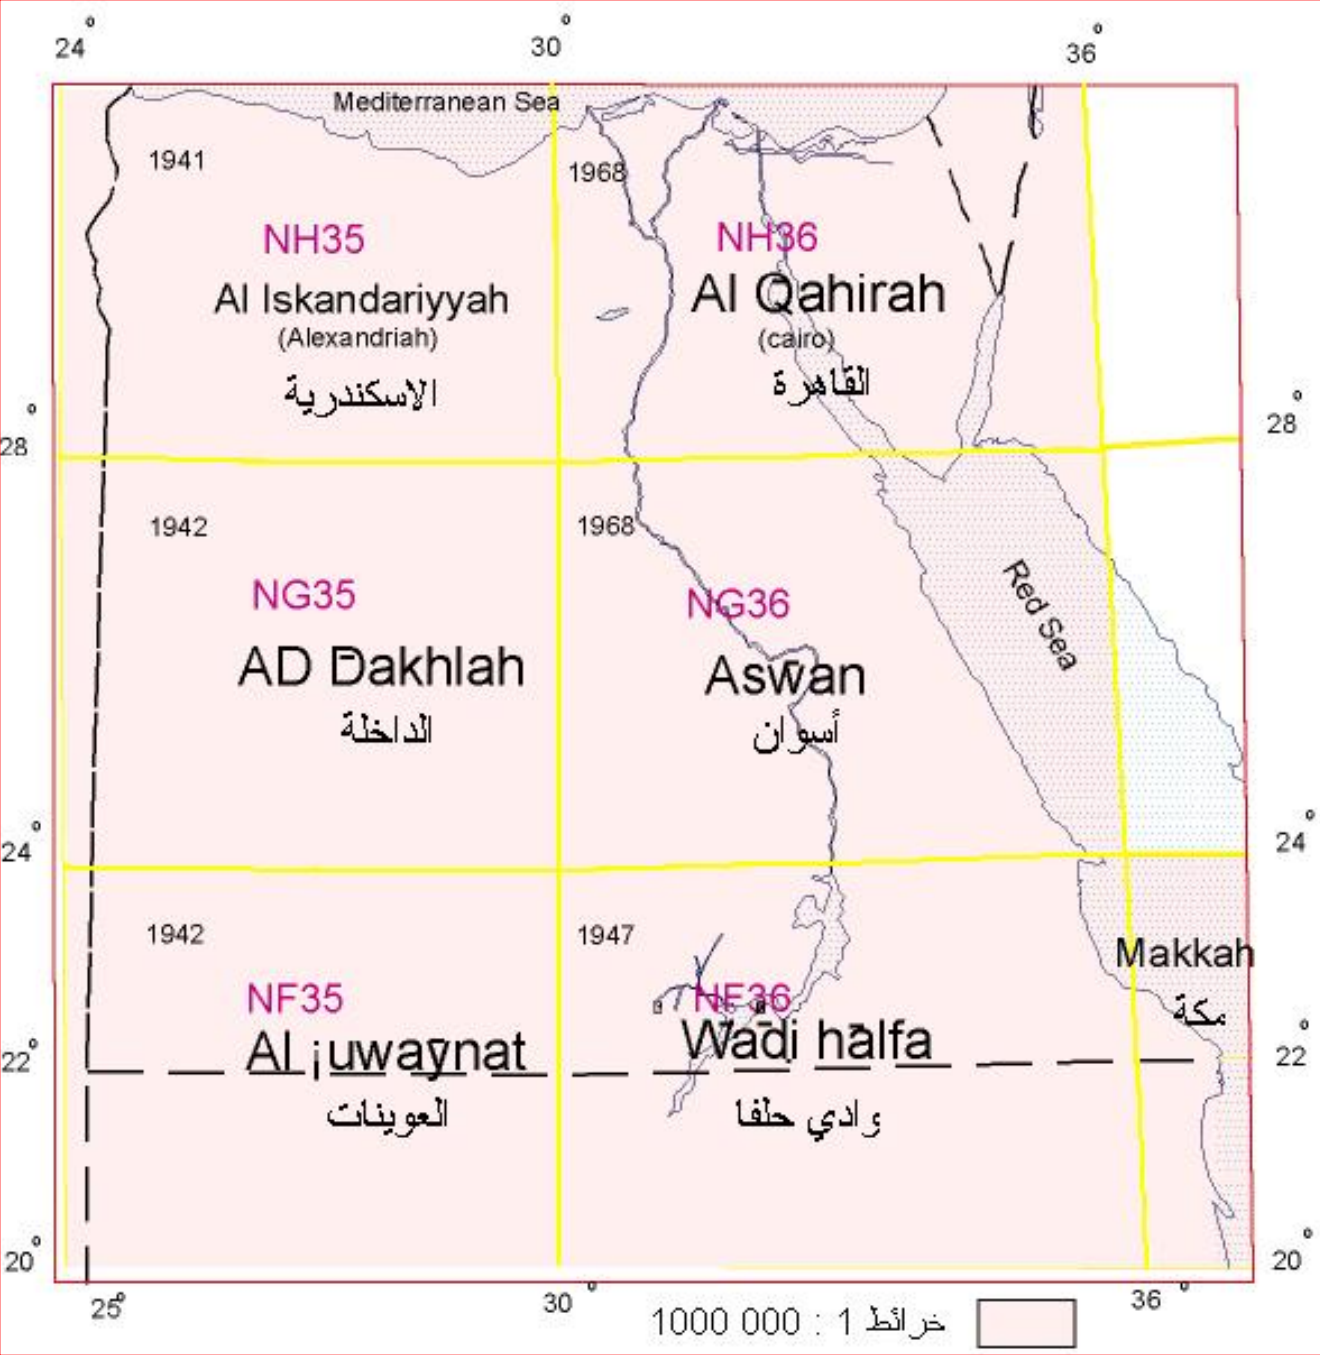 24° 30° 36°
Mediterranean Sea
1941 1968
NH35 NH36
Al Iskandariyyah Al Qahirah
(Alexandriah) (cairo)
الاسكندرية القاهرة
28° 28°
1942 1968
NG35 NG36
Red Sea
AD Dakhlah Aswan
الداخلة أسوان
24° 24°
1942 1947
Makkah
مكة
NF35 NF36
Al ¡uwaynat Wadi halfa
22° 22°
العوينات وادي حلفا
20° 20°
25° 30° 36°
خرائط 1 : 000 1000